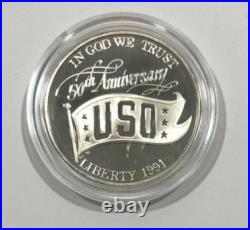 IN GOD WE TRUST
50th Anniversary
USO
LIBERTY 1991